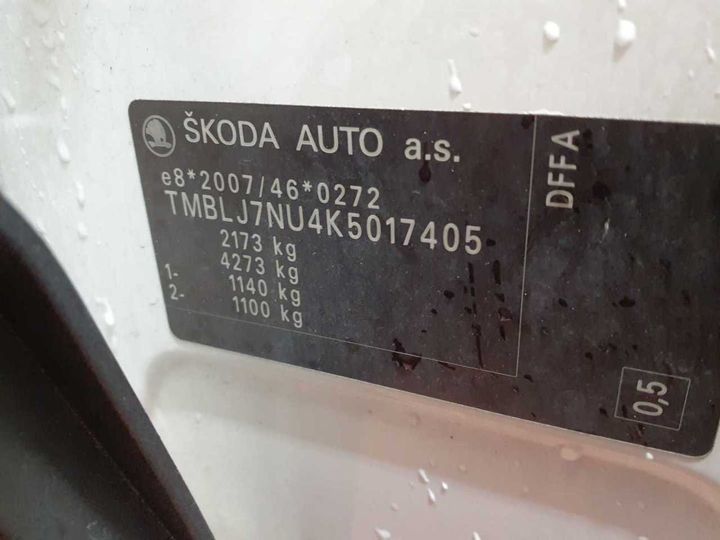 ŠKODA AUTO a.s.
e8*2007/46*0272
TMBLJ7NU4K5017405
2173 kg
4273 kg
1- 1140 kg
2- 1100 kg
DFFA
0,5